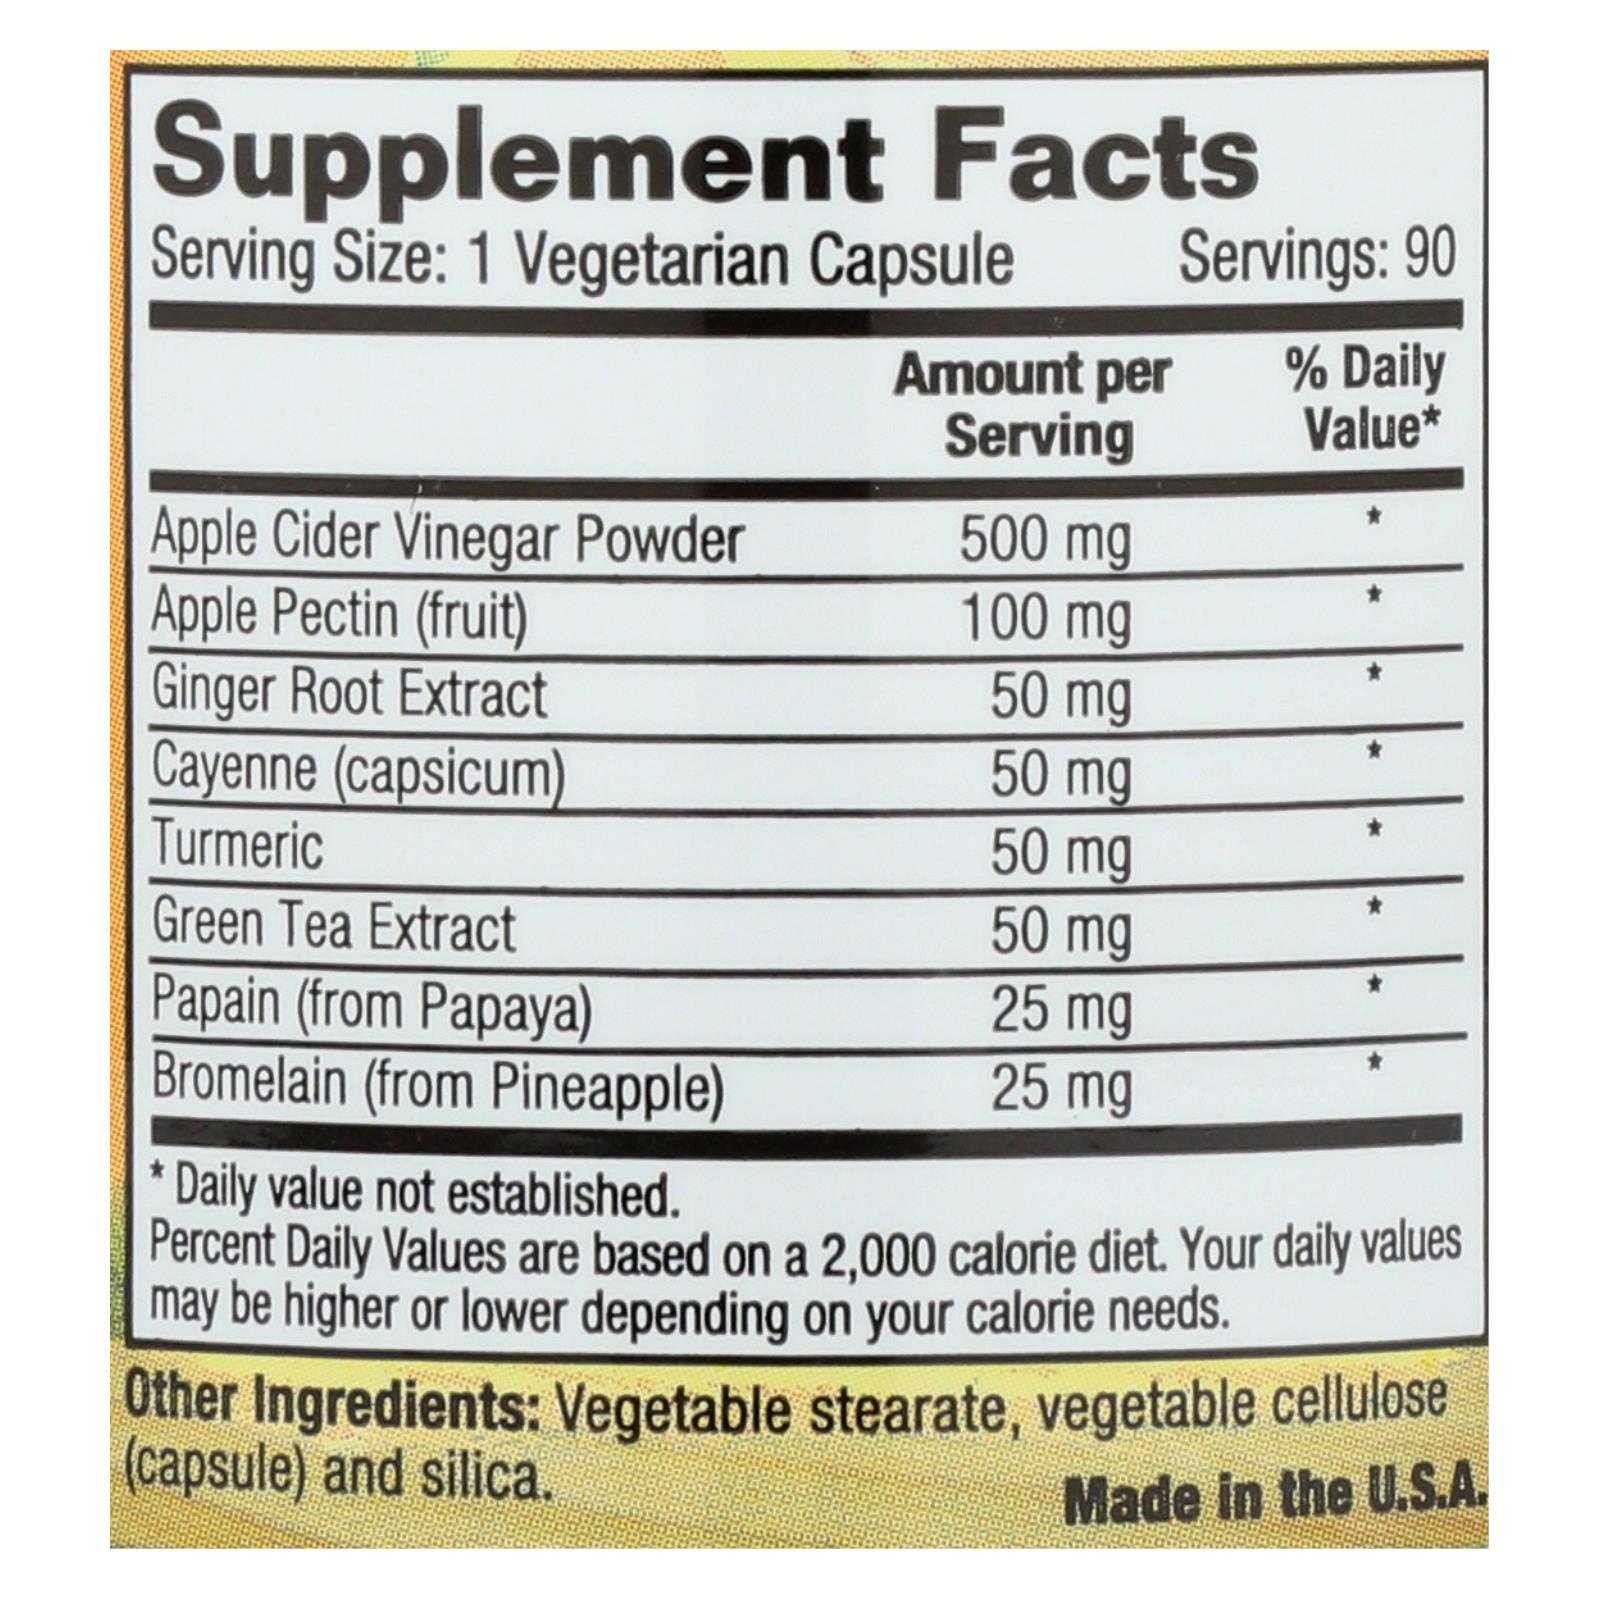 Supplement Facts
Serving Size: 1 Vegetarian Capsule Servings: 90
Amount per % Daily
Serving Value*
Apple Cider Vinegar Powder 500 mg *
Apple Pectin (fruit) 100 mg *
Ginger Root Extract 50 mg *
Cayenne (capsicum) 50 mg *
Turmeric 50 mg *
Green Tea Extract 50 mg *
Papain (from Papaya) 25 mg *
Bromelain (from Pineapple) 25 mg *
* Daily value not established.
Percent Daily Values are based on a 2,000 calorie diet. Your daily values
may be higher or lower depending on your calorie needs.
Other Ingredients: Vegetable stearate, vegetable cellulose
(capsule) and silica.
Made in the U.S.A.